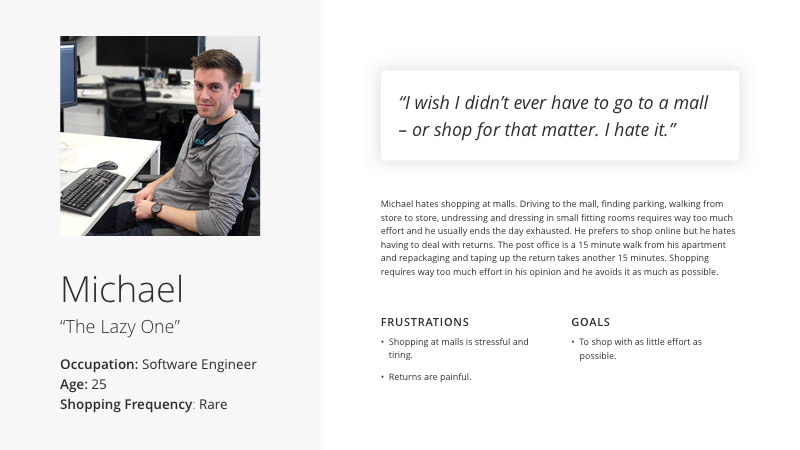 Michael
“The Lazy One”
Occupation: Software Engineer
Age: 25
Shopping Frequency: Rare
“I wish I didn’t ever have to go to a mall
– or shop for that matter. I hate it.”
Michael hates shopping at malls. Driving to the mall, finding parking, walking from
store to store, undressing and dressing in small fitting rooms requires way too much
effort and he usually ends the day exhausted. He prefers to shop online but he hates
having to deal with returns. The post office is a 15 minute walk from his apartment
and repackaging and taping up the return takes another 15 minutes. Shopping
requires way too much effort in his opinion and he avoids it as much as possible.
FRUSTRATIONS
• Shopping at malls is stressful and
tiring.
• Returns are painful.
GOALS
• To shop with as little effort as
possible.